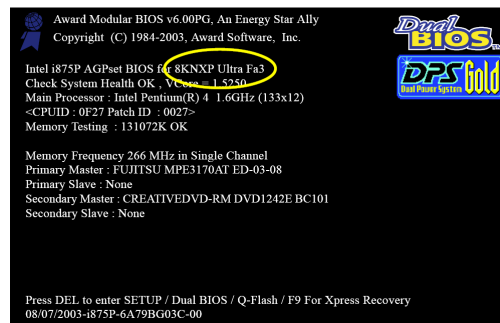 Award Modular BIOS v6.00PG, An Energy Star Ally
Copyright (C) 1984-2003, Award Software, Inc.
Dual BIOS
Intel i875P AGPset BIOS for 8KNXP Ultra Fa3
Check System Health OK , VCore = 1.5250
DPS Gold
Dual Power System
Main Processor : Intel Pentium(R) 4 1.6GHz (133x12)
<CPUID : 0F27 Patch ID : 0027>
Memory Testing : 131072K OK
Memory Frequency 266 MHz in Single Channel
Primary Master : FUJITSU MPE3170AT ED-03-08
Primary Slave : None
Secondary Master : CREATIVEDVD-RM DVD1242E BC101
Secondary Slave : None
Press DEL to enter SETUP / Dual BIOS / Q-Flash / F9 For Xpress Recovery
08/07/2003-i875P-6A79BG03C-00